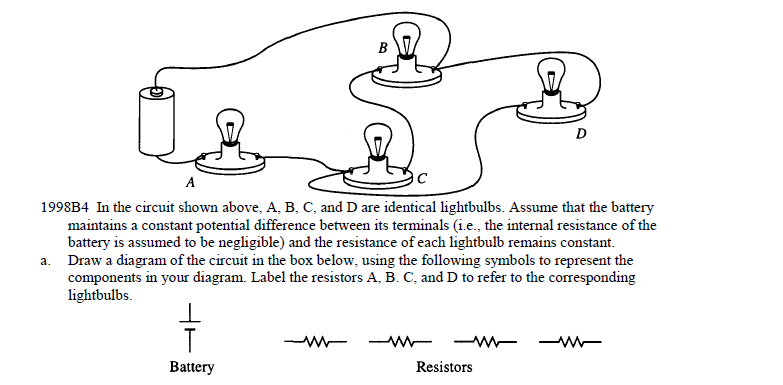 B
D
A
C
1998B4 In the circuit shown above, A, B, C, and D are identical lightbulbs. Assume that the battery
maintains a constant potential difference between its terminals (i.e., the internal resistance of the
battery is assumed to be negligible) and the resistance of each lightbulb remains constant.
a. Draw a diagram of the circuit in the box below, using the following symbols to represent the
components in your diagram. Label the resistors A, B. C, and D to refer to the corresponding
lightbulbs.
Battery Resistors